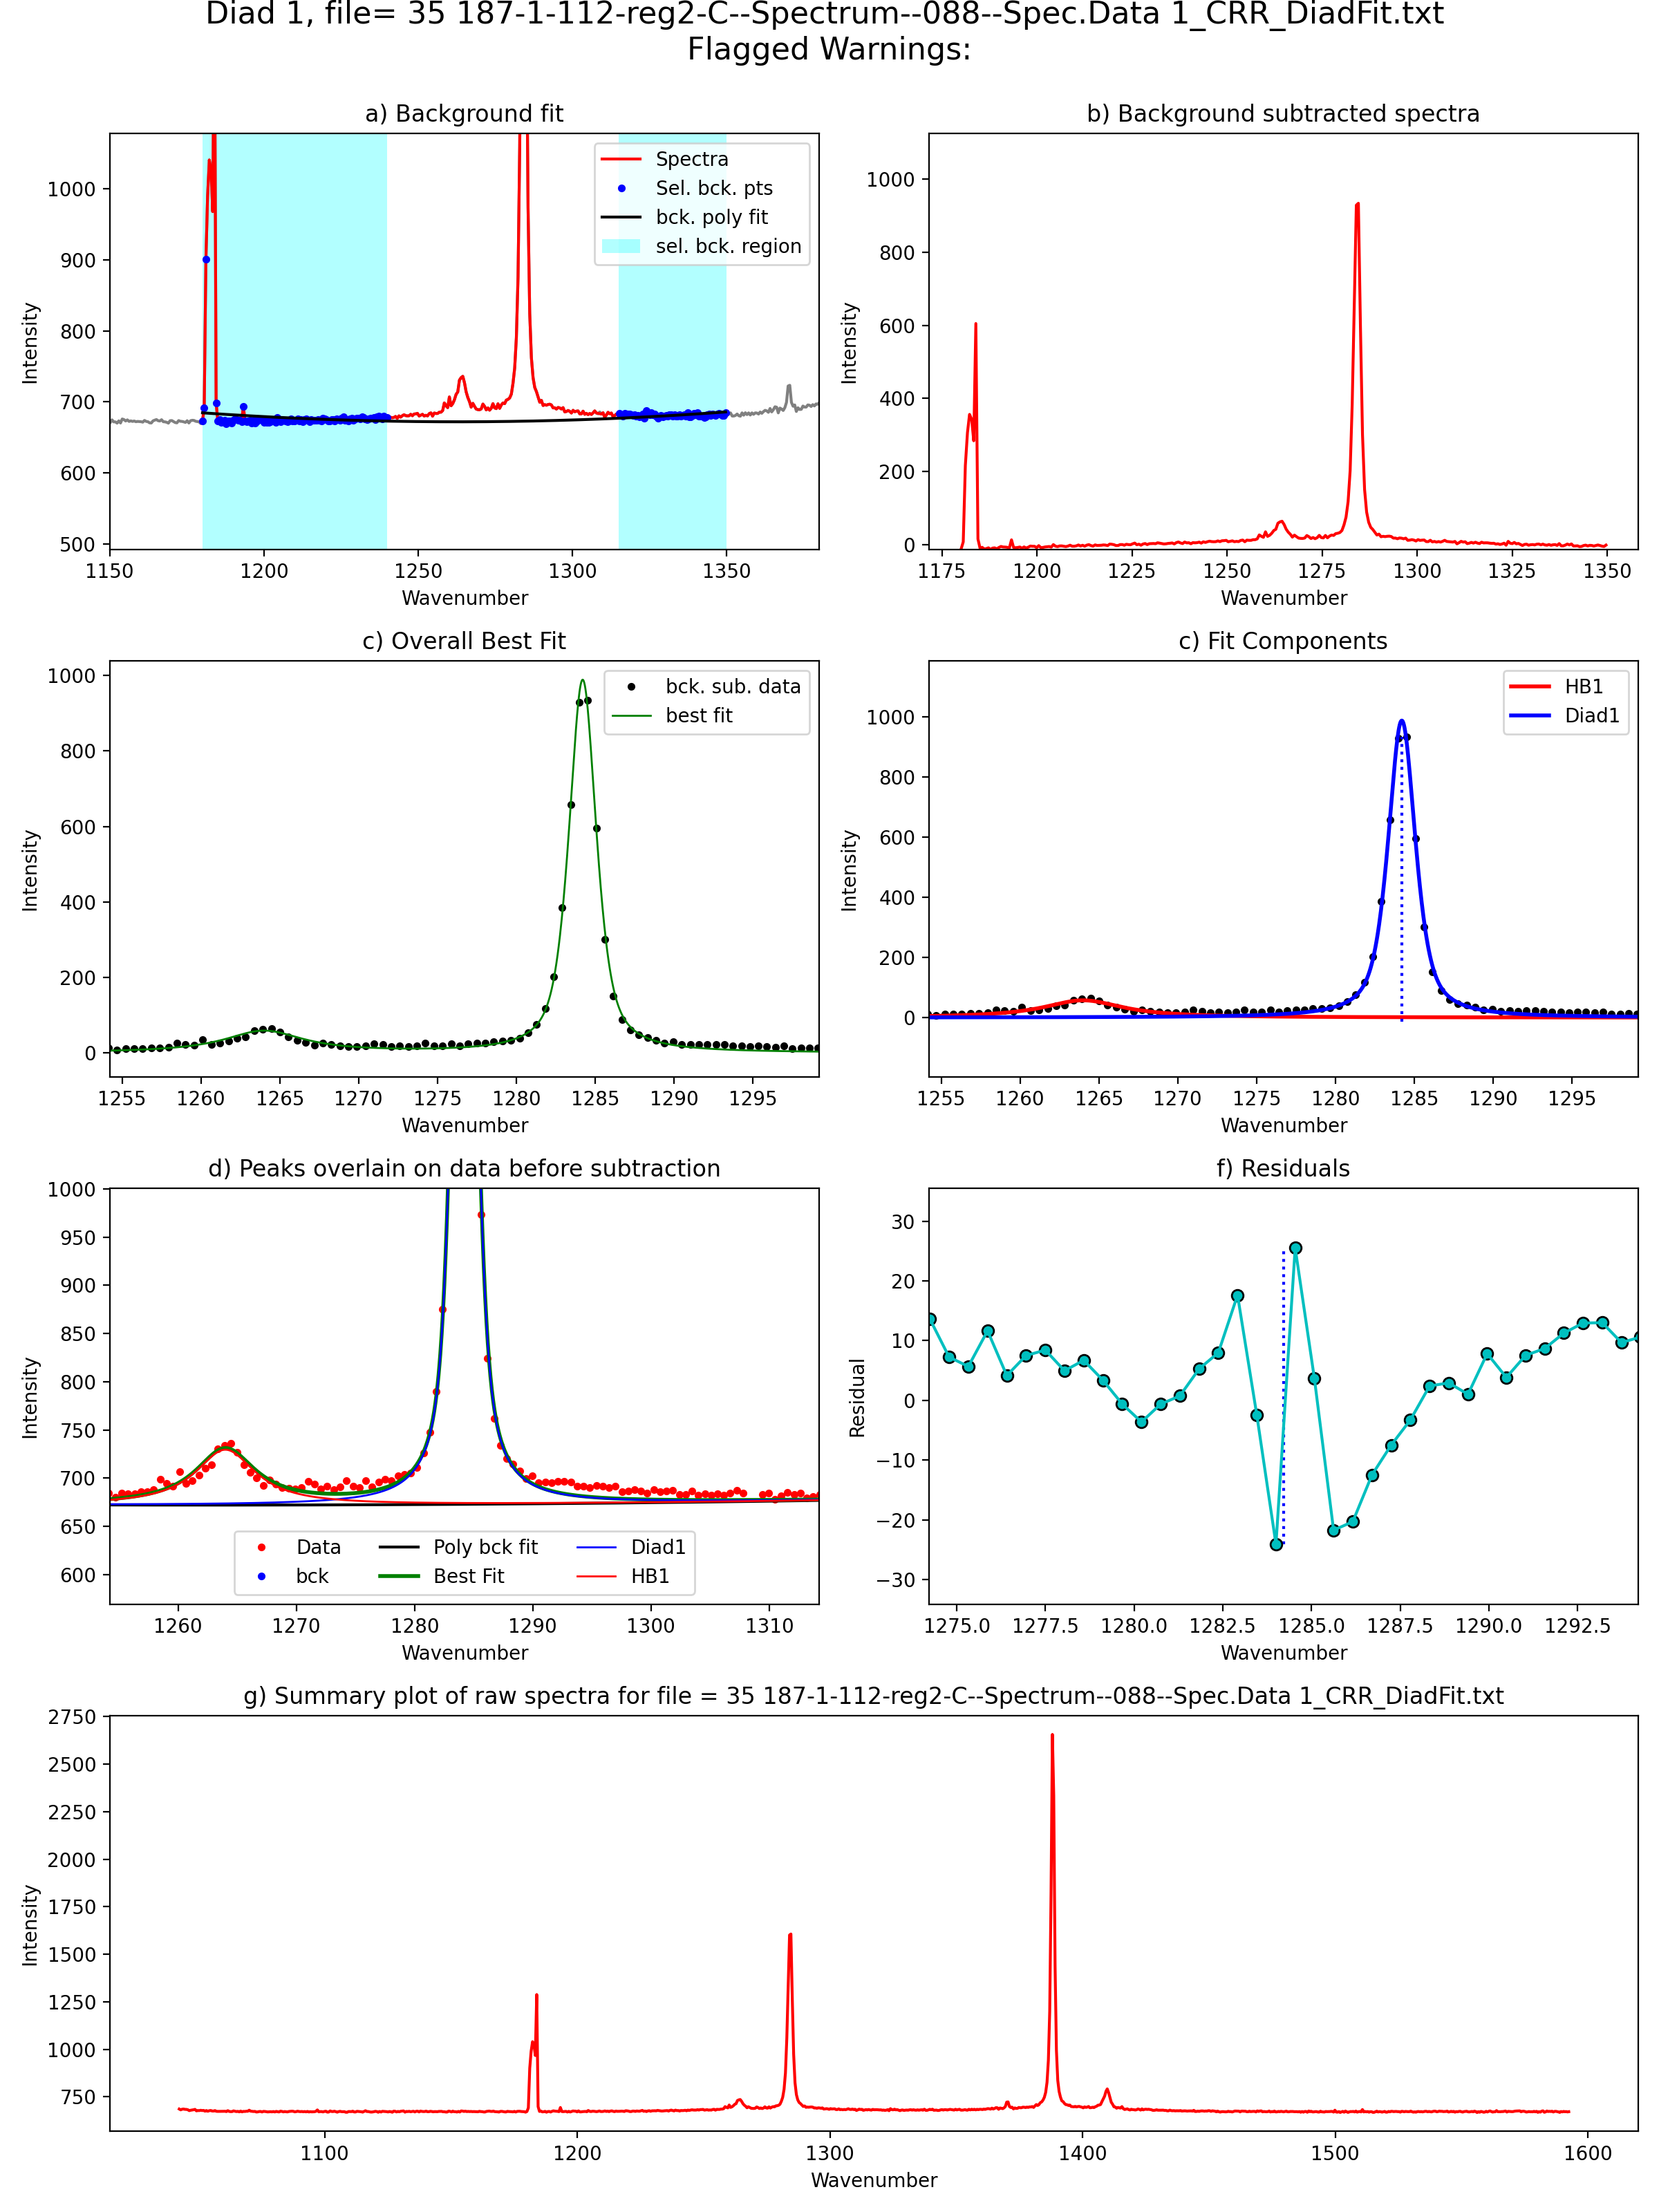 Diad 1, file= 35 187-1-112-reg2-C--Spectrum--088--Spec.Data 1_CRR_DiadFit.txt
Flagged Warnings:
a) Background fit
Intensity
1000
900
800
700
600
500
Spectra
Sel. bck. pts
bck. poly fit
sel. bck. region
1150 1200 1250 1300 1350
Wavenumber
b) Background subtracted spectra
Intensity
1000
800
600
400
200
0
1175 1200 1225 1250 1275 1300 1325 1350
Wavenumber
c) Overall Best Fit
Intensity
1000
800
600
400
200
0
bck. sub. data
best fit
1255 1260 1265 1270 1275 1280 1285 1290 1295
Wavenumber
c) Fit Components
Intensity
1000
800
600
400
200
0
HB1
Diad1
1255 1260 1265 1270 1275 1280 1285 1290 1295
Wavenumber
d) Peaks overlain on data before subtraction
Intensity
1000
950
900
850
800
750
700
650
600
Data Poly bck fit Diad1
bck Best Fit HB1
1260 1270 1280 1290 1300 1310
Wavenumber
f) Residuals
Residual
30
20
10
0
−10
−20
−30
1275.0 1277.5 1280.0 1282.5 1285.0 1287.5 1290.0 1292.5
Wavenumber
g) Summary plot of raw spectra for file = 35 187-1-112-reg2-C--Spectrum--088--Spec.Data 1_CRR_DiadFit.txt
Intensity
2750
2500
2250
2000
1750
1500
1250
1000
750
1100 1200 1300 1400 1500 1600
Wavenumber